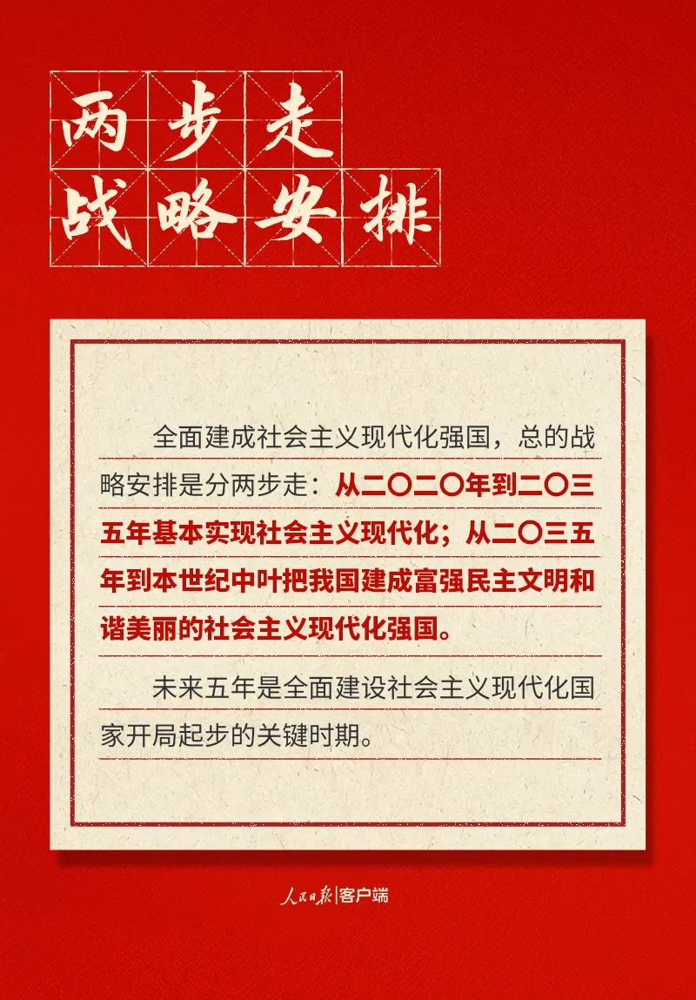 两步走
战略安排
全面建成社会主义现代化强国，总的战
略安排是分两步走：从二〇二〇年到二〇三
五年基本实现社会主义现代化；从二〇三五
年到本世纪中叶把我国建成富强民主文明和
谐美丽的社会主义现代化强国。
未来五年是全面建设社会主义现代化国
家开局起步的关键时期。
人民日报|客户端